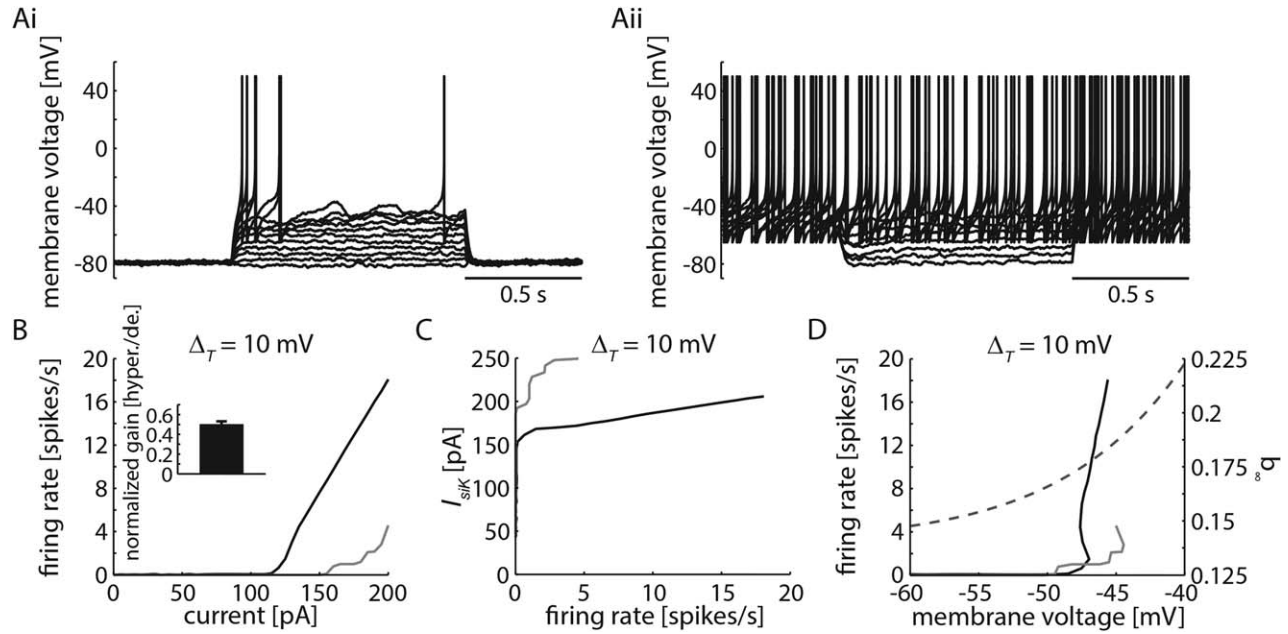 Ai
Aii
membrane voltage [mV]
40
0
-40
-80
0.5 s
membrane voltage [mV]
40
0
-40
-80
0.5 s
B
Δ_T = 10 mV
firing rate [spikes/s]
20
16
12
8
4
0
normalized gain [hyper./de.]
0.6
0.4
0.2
0
0
50
100
150
200
current [pA]
C
Δ_T = 10 mV
I_siK [pA]
250
200
150
100
50
0
0
5
10
15
20
firing rate [spikes/s]
D
Δ_T = 10 mV
firing rate [spikes/s]
20
16
12
8
4
0
-60
-55
-50
-45
-40
membrane voltage [mV]
0.225
0.2
0.175
0.15
0.125
b_∞